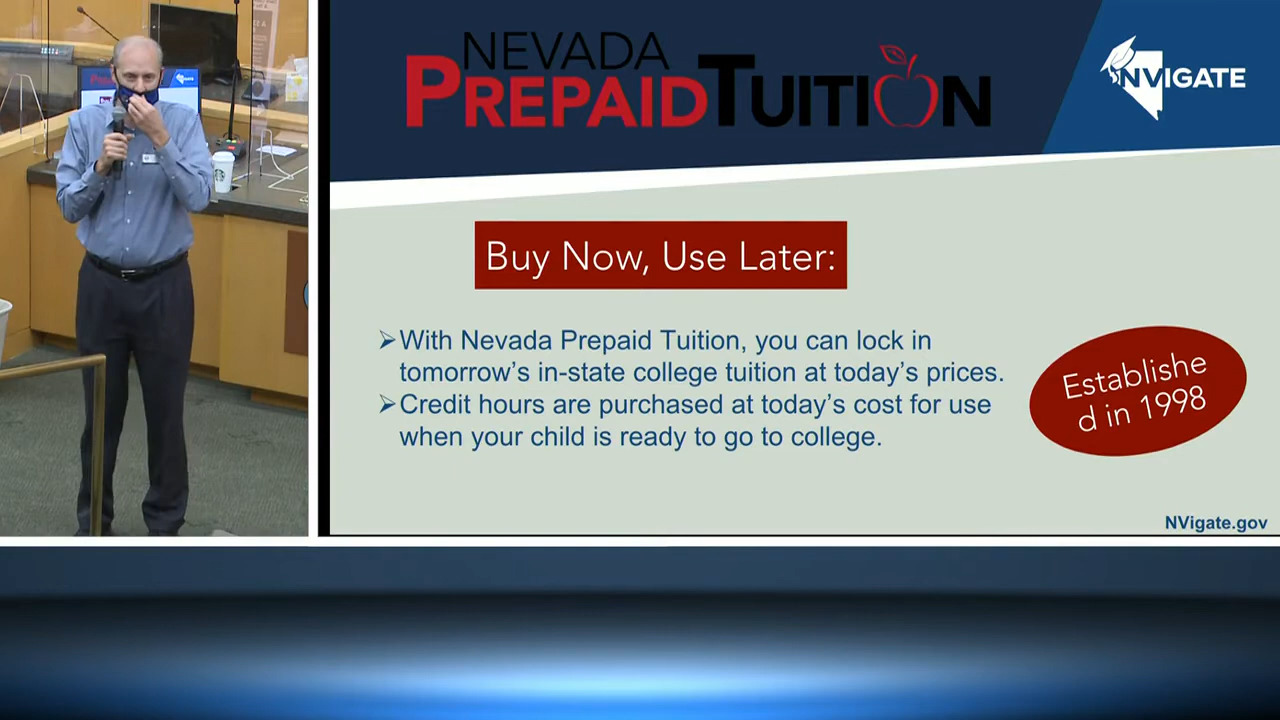 NEVADA
PREPAIDTUITION
NVIGATE
Buy Now, Use Later:
➢With Nevada Prepaid Tuition, you can lock in
tomorrow’s in-state college tuition at today’s prices.
➢Credit hours are purchased at today’s cost for use
when your child is ready to go to college.
Establishe
d in 1998
NVigate.gov